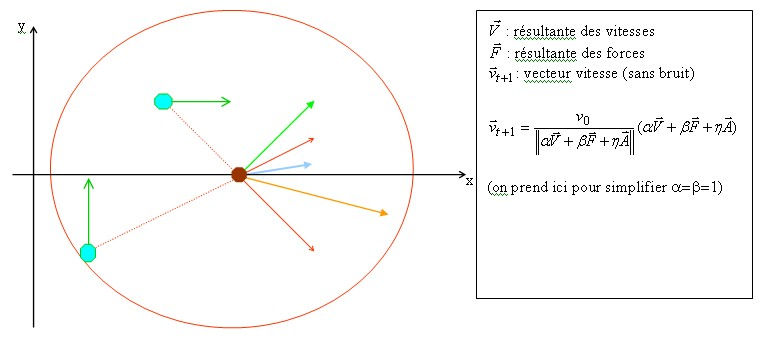 y
x
V⃗ : résultante des vitesses
F⃗ : résultante des forces
v⃗ₜ₊₁ : vecteur vitesse (sans bruit)
v⃗ₜ₊₁ = v₀ / ‖αV⃗ + βF⃗ + ηA⃗‖ (αV⃗ + βF⃗ + ηA⃗)
(on prend ici pour simplifier α=β=1)